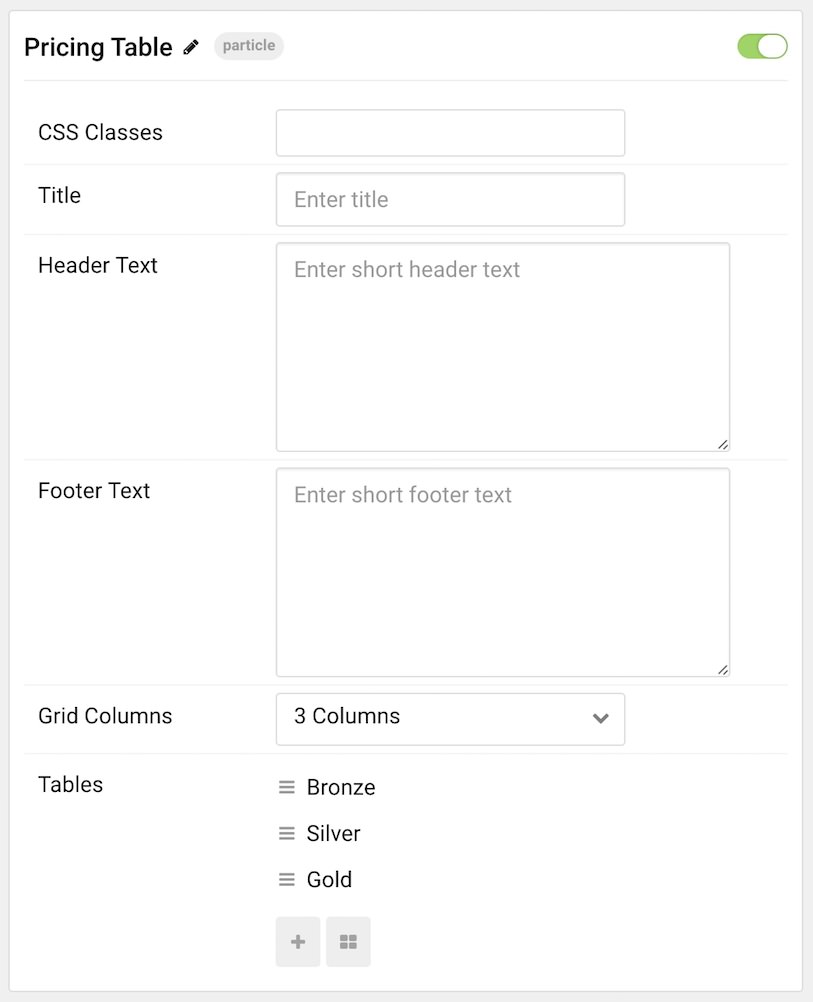 Pricing Table particle
CSS Classes
Title Enter title
Header Text Enter short header text
Footer Text Enter short footer text
Grid Columns 3 Columns
Tables Bronze
Silver
Gold